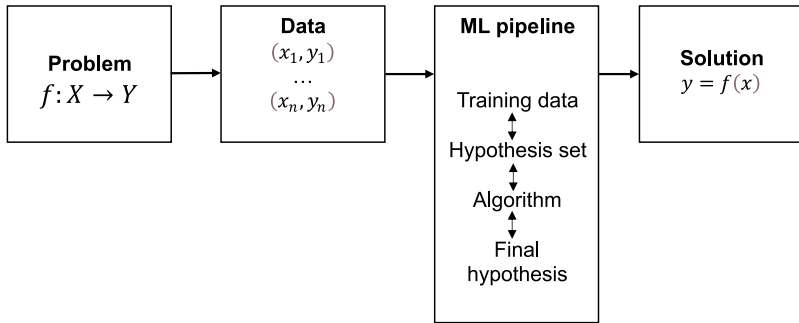 Problem
f: X → Y
Data
(x₁, y₁)
...
(xₙ, yₙ)
ML pipeline
Training data
Hypothesis set
Algorithm
Final
hypothesis
Solution
y = f(x)